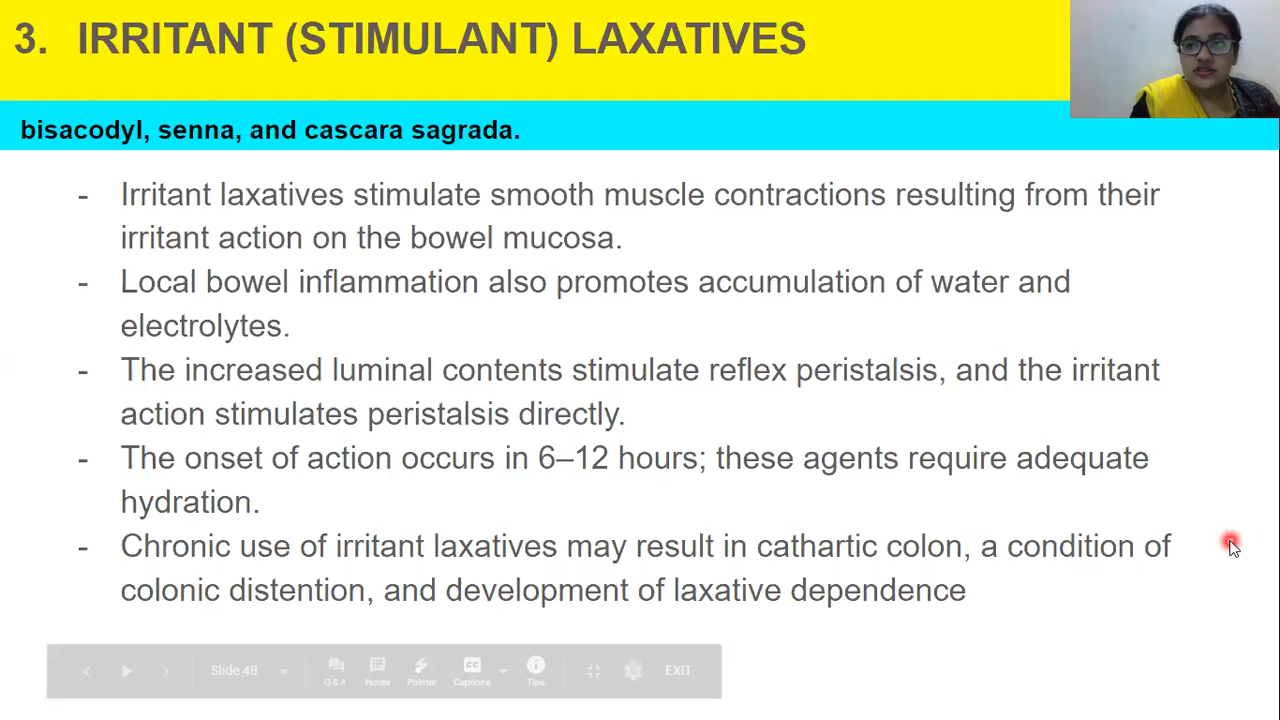 3. IRRITANT (STIMULANT) LAXATIVES
bisacodyl, senna, and cascara sagrada.
- Irritant laxatives stimulate smooth muscle contractions resulting from their
irritant action on the bowel mucosa.
- Local bowel inflammation also promotes accumulation of water and
electrolytes.
- The increased luminal contents stimulate reflex peristalsis, and the irritant
action stimulates peristalsis directly.
- The onset of action occurs in 6–12 hours; these agents require adequate
hydration.
- Chronic use of irritant laxatives may result in cathartic colon, a condition of
colonic distention, and development of laxative dependence
Slide 48
Q & A Notes Pointer CC Captions Tips EXIT